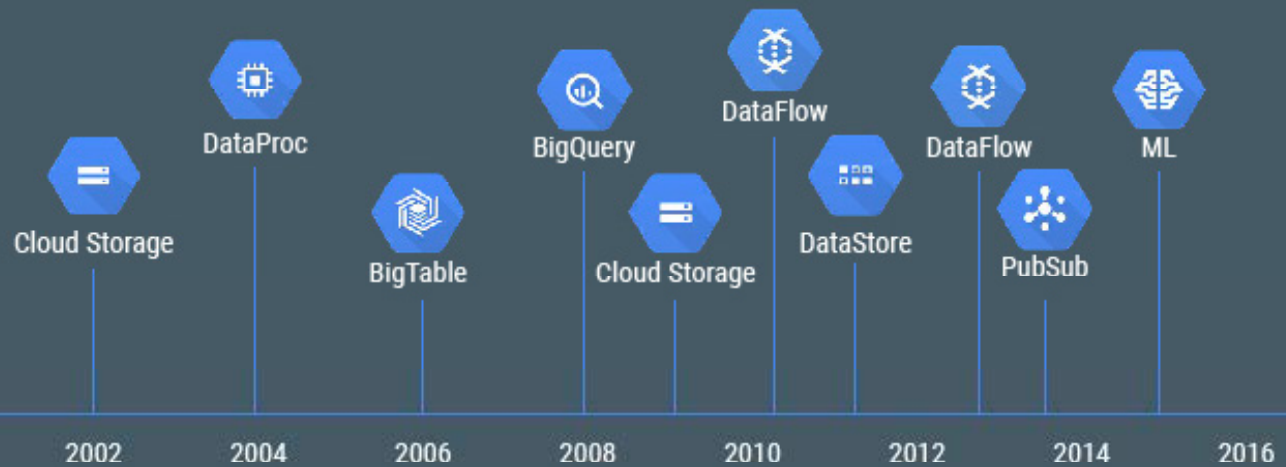 DataFlow
DataProc
BigQuery
DataFlow
ML
Cloud Storage
DataStore
BigTable
Cloud Storage
PubSub
2002
2004
2006
2008
2010
2012
2014
2016